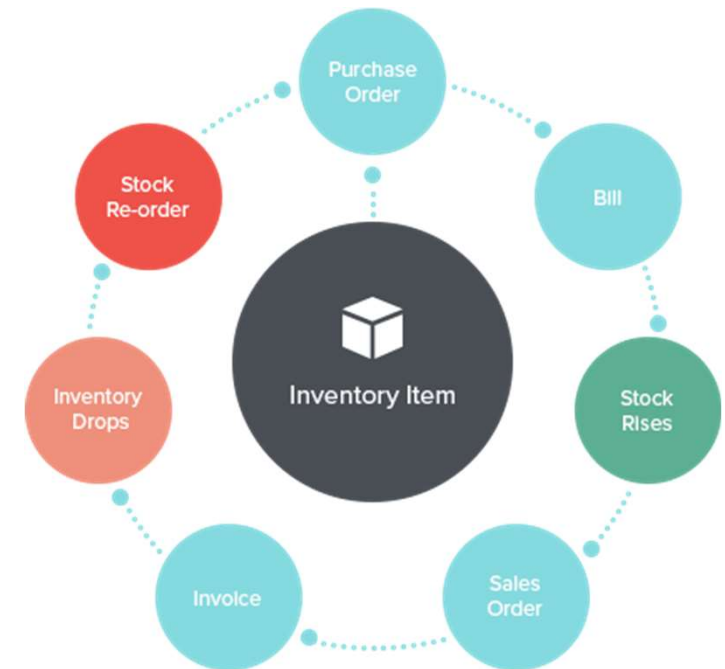 Purchase
Order
Bill
Stock
Rises
Sales
Order
Invoice
Inventory
Drops
Stock
Re-order
Inventory Item